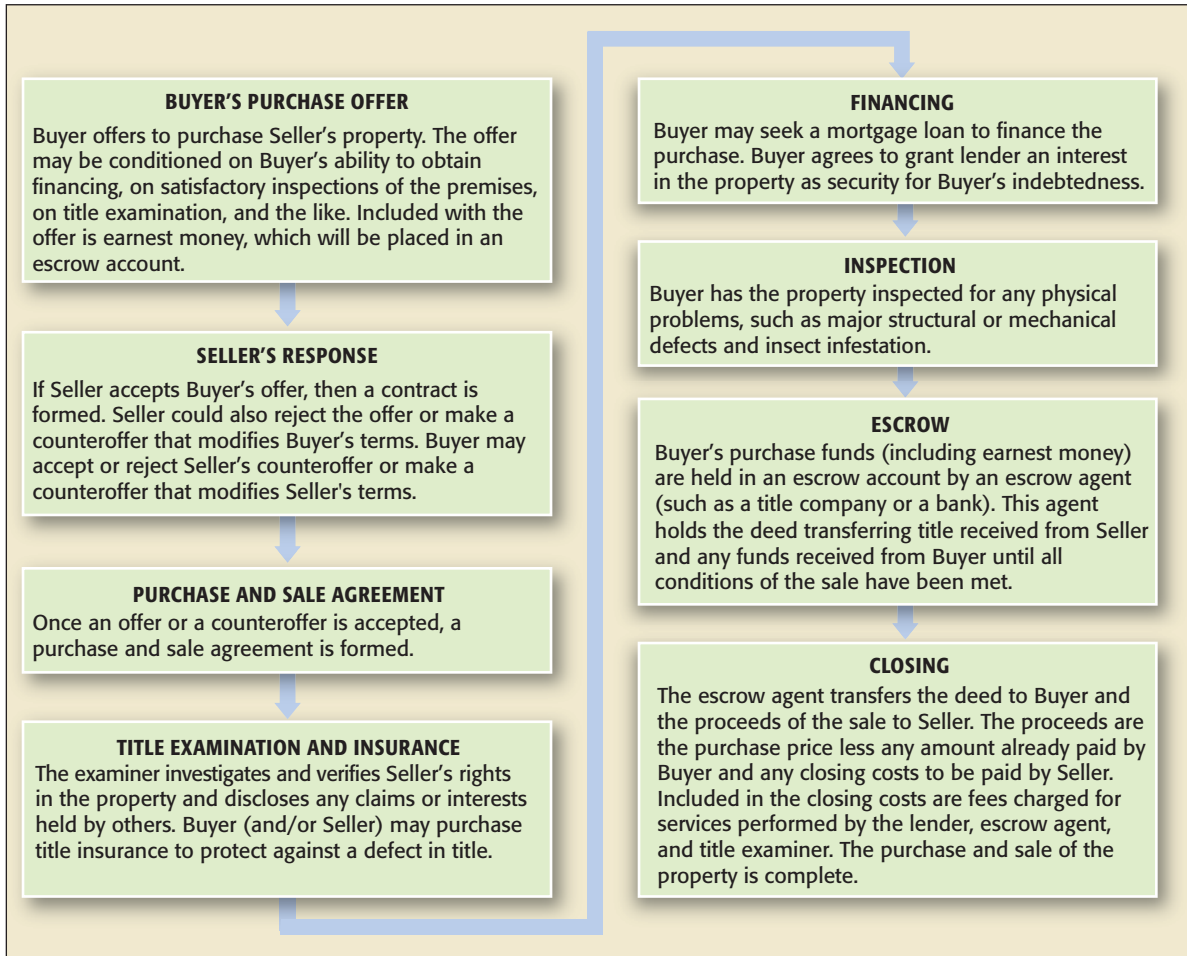 BUYER’S PURCHASE OFFER
Buyer offers to purchase Seller’s property. The offer
may be conditioned on Buyer’s ability to obtain
financing, on satisfactory inspections of the premises,
on title examination, and the like. Included with the
offer is earnest money, which will be placed in an
escrow account.
SELLER’S RESPONSE
If Seller accepts Buyer’s offer, then a contract is
formed. Seller could also reject the offer or make a
counteroffer that modifies Buyer’s terms. Buyer may
accept or reject Seller’s counteroffer or make a
counteroffer that modifies Seller's terms.
PURCHASE AND SALE AGREEMENT
Once an offer or a counteroffer is accepted, a
purchase and sale agreement is formed.
TITLE EXAMINATION AND INSURANCE
The examiner investigates and verifies Seller’s rights
in the property and discloses any claims or interests
held by others. Buyer (and/or Seller) may purchase
title insurance to protect against a defect in title.
FINANCING
Buyer may seek a mortgage loan to finance the
purchase. Buyer agrees to grant lender an interest
in the property as security for Buyer’s indebtedness.
INSPECTION
Buyer has the property inspected for any physical
problems, such as major structural or mechanical
defects and insect infestation.
ESCROW
Buyer’s purchase funds (including earnest money)
are held in an escrow account by an escrow agent
(such as a title company or a bank). This agent
holds the deed transferring title received from Seller
and any funds received from Buyer until all
conditions of the sale have been met.
CLOSING
The escrow agent transfers the deed to Buyer and
the proceeds of the sale to Seller. The proceeds are
the purchase price less any amount already paid by
Buyer and any closing costs to be paid by Seller.
Included in the closing costs are fees charged for
services performed by the lender, escrow agent,
and title examiner. The purchase and sale of the
property is complete.